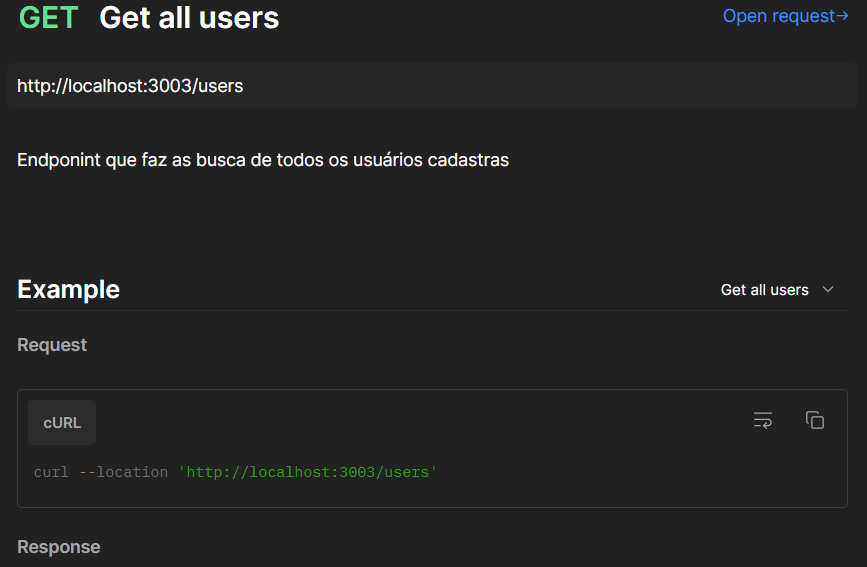 GET Get all users Open request→
http://localhost:3003/users
Endponint que faz as busca de todos os usuários cadastras
Example Get all users
Request
cURL
curl --location 'http://localhost:3003/users'
Response